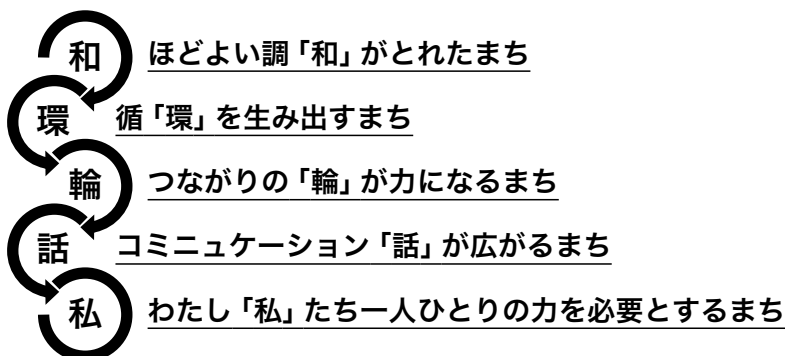 和 ほどよい調「和」がとれたまち
環 循「環」を生み出すまち
輪 つながりの「輪」が力になるまち
話 コミニュケーション「話」が広がるまち
私 わたし「私」たち一人ひとりの力を必要とするまち